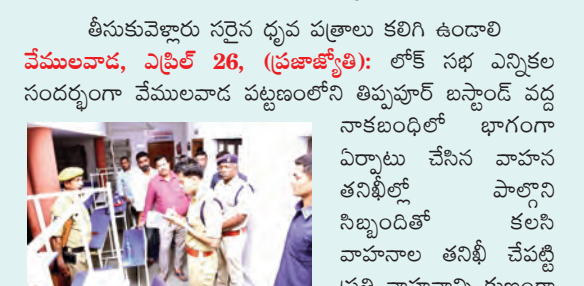 తీసుకువెళ్లారు సరైన ధృవ పత్రాలు కలిగి ఉండాలి
వేములవాడ, ఎప్రిల్ 26, (ప్రజాజ్యోతి): లోక్ సభ ఎన్నికల
సందర్భంగా వేములవాడ పట్టణంలోని తిప్పపూర్ బస్టాండ్ వద్ద
నాకబంధిలో భాగంగా
ఏర్పాటు చేసిన వాహన
తనిఖీల్లో పాల్గొని
సిబ్బందితో కలసి
వాహనాల తనిఖీ చేపట్టి